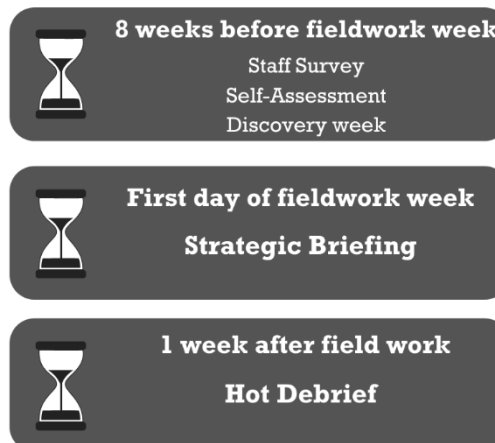 8 weeks before fieldwork week
Staff Survey
Self-Assessment
Discovery week
First day of fieldwork week
Strategic Briefing
1 week after field work
Hot Debrief